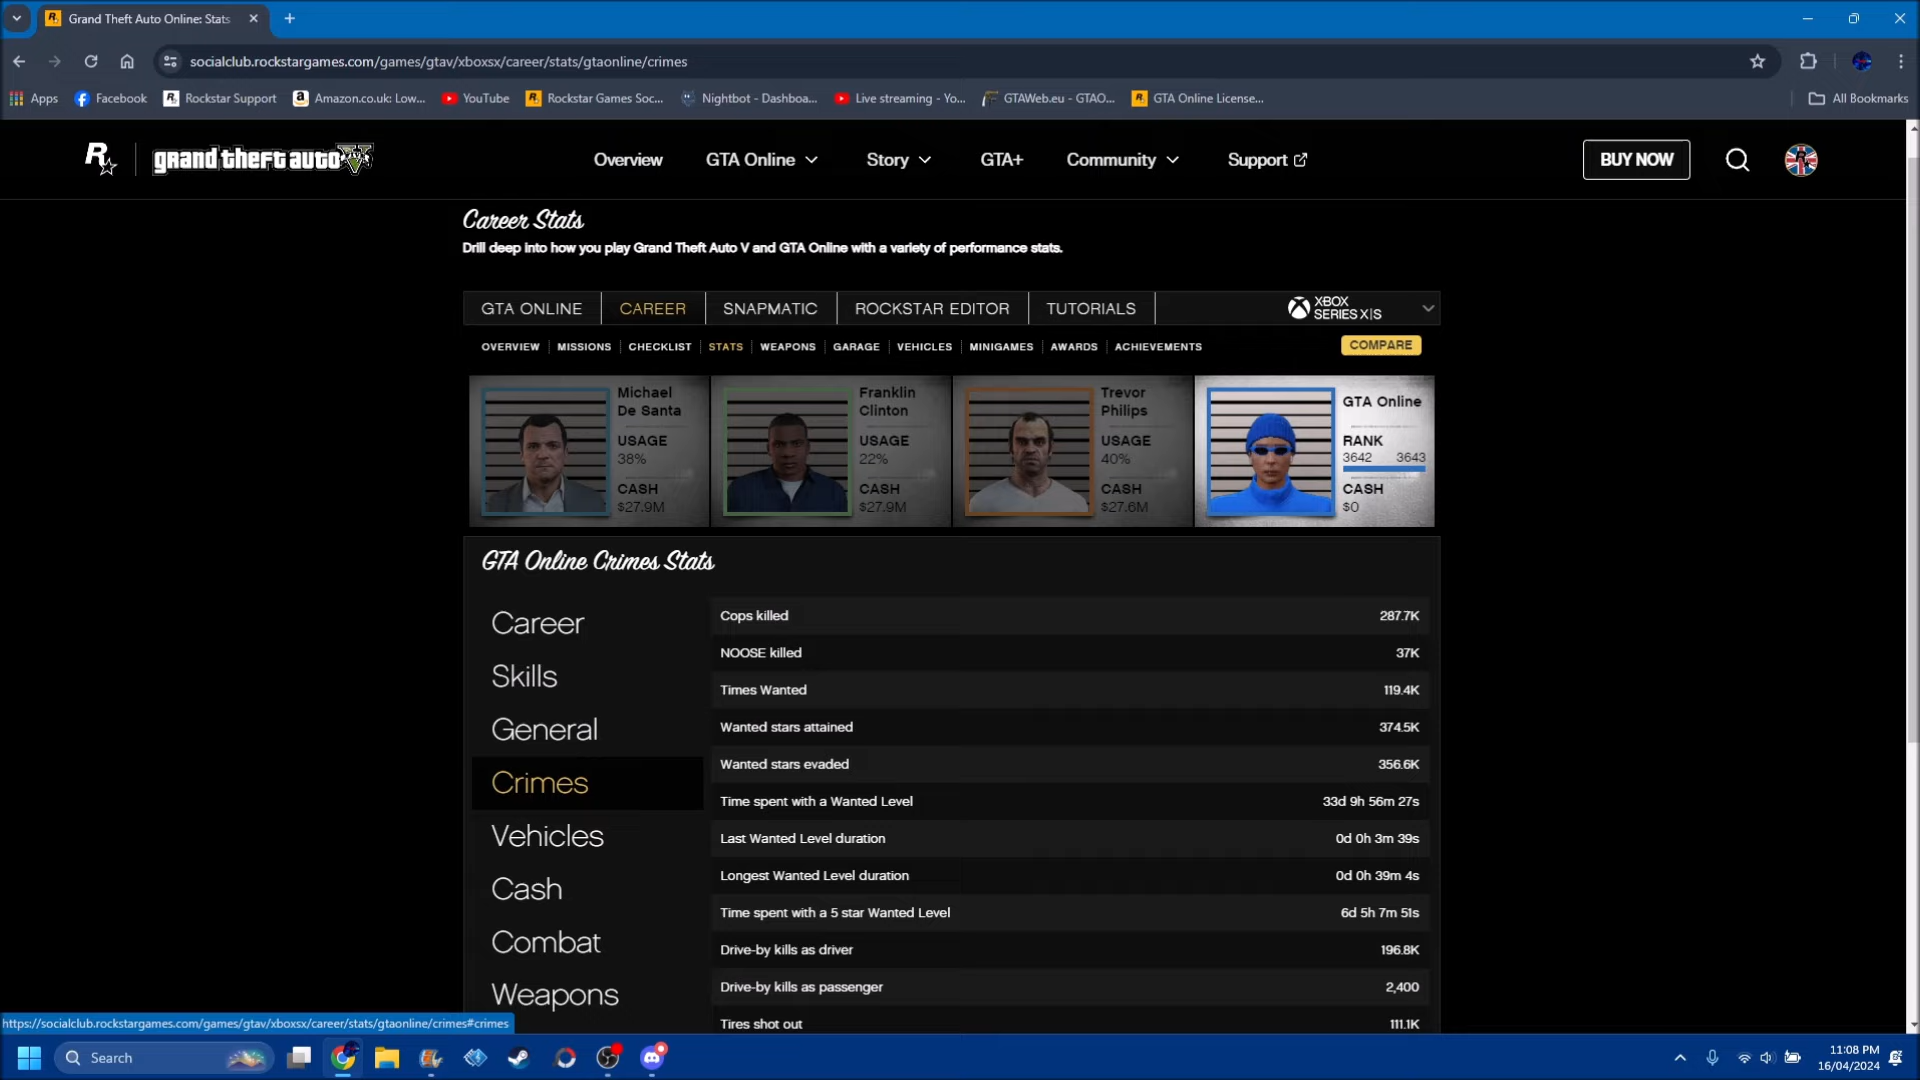 Grand Theft Auto Online: Stats
socialclub.rockstargames.com/games/gtav/xboxsx/career/stats/gtaonline/crimes
Apps Facebook Rockstar Support Amazon.co.uk: Low... YouTube Rockstar Games Soc... Nightbot - Dashboa... Live streaming - Yo... GTAWeb.eu - GTAO... GTA Online License... All Bookmarks
R grand theft auto V Overview GTA Online Story GTA+ Community Support BUY NOW
Career Stats
Drill deep into how you play Grand Theft Auto V and GTA Online with a variety of performance stats.
GTA ONLINE CAREER SNAPMATIC ROCKSTAR EDITOR TUTORIALS XBOX SERIES X|S
OVERVIEW MISSIONS CHECKLIST STATS WEAPONS GARAGE VEHICLES MINIGAMES AWARDS ACHIEVEMENTS COMPARE
Michael De Santa
USAGE
38%
CASH
$27.9M
Franklin Clinton
USAGE
22%
CASH
$27.9M
Trevor Philips
USAGE
40%
CASH
$27.6M
GTA Online
RANK
3642 3643
CASH
$0
GTA Online Crimes Stats
Career
Skills
General
Crimes
Vehicles
Cash
Combat
Weapons
Cops killed 287.7K
NOOSE killed 37K
Times Wanted 119.4K
Wanted stars attained 374.5K
Wanted stars evaded 356.6K
Time spent with a Wanted Level 33d 9h 56m 27s
Last Wanted Level duration 0d 0h 3m 39s
Longest Wanted Level duration 0d 0h 39m 4s
Time spent with a 5 star Wanted Level 6d 5h 7m 51s
Drive-by kills as driver 196.8K
Drive-by kills as passenger 2,400
Tires shot out 111.1K
https://socialclub.rockstargames.com/games/gtav/xboxsx/career/stats/gtaonline/crimes#crimes
Search
11:08 PM
16/04/2024